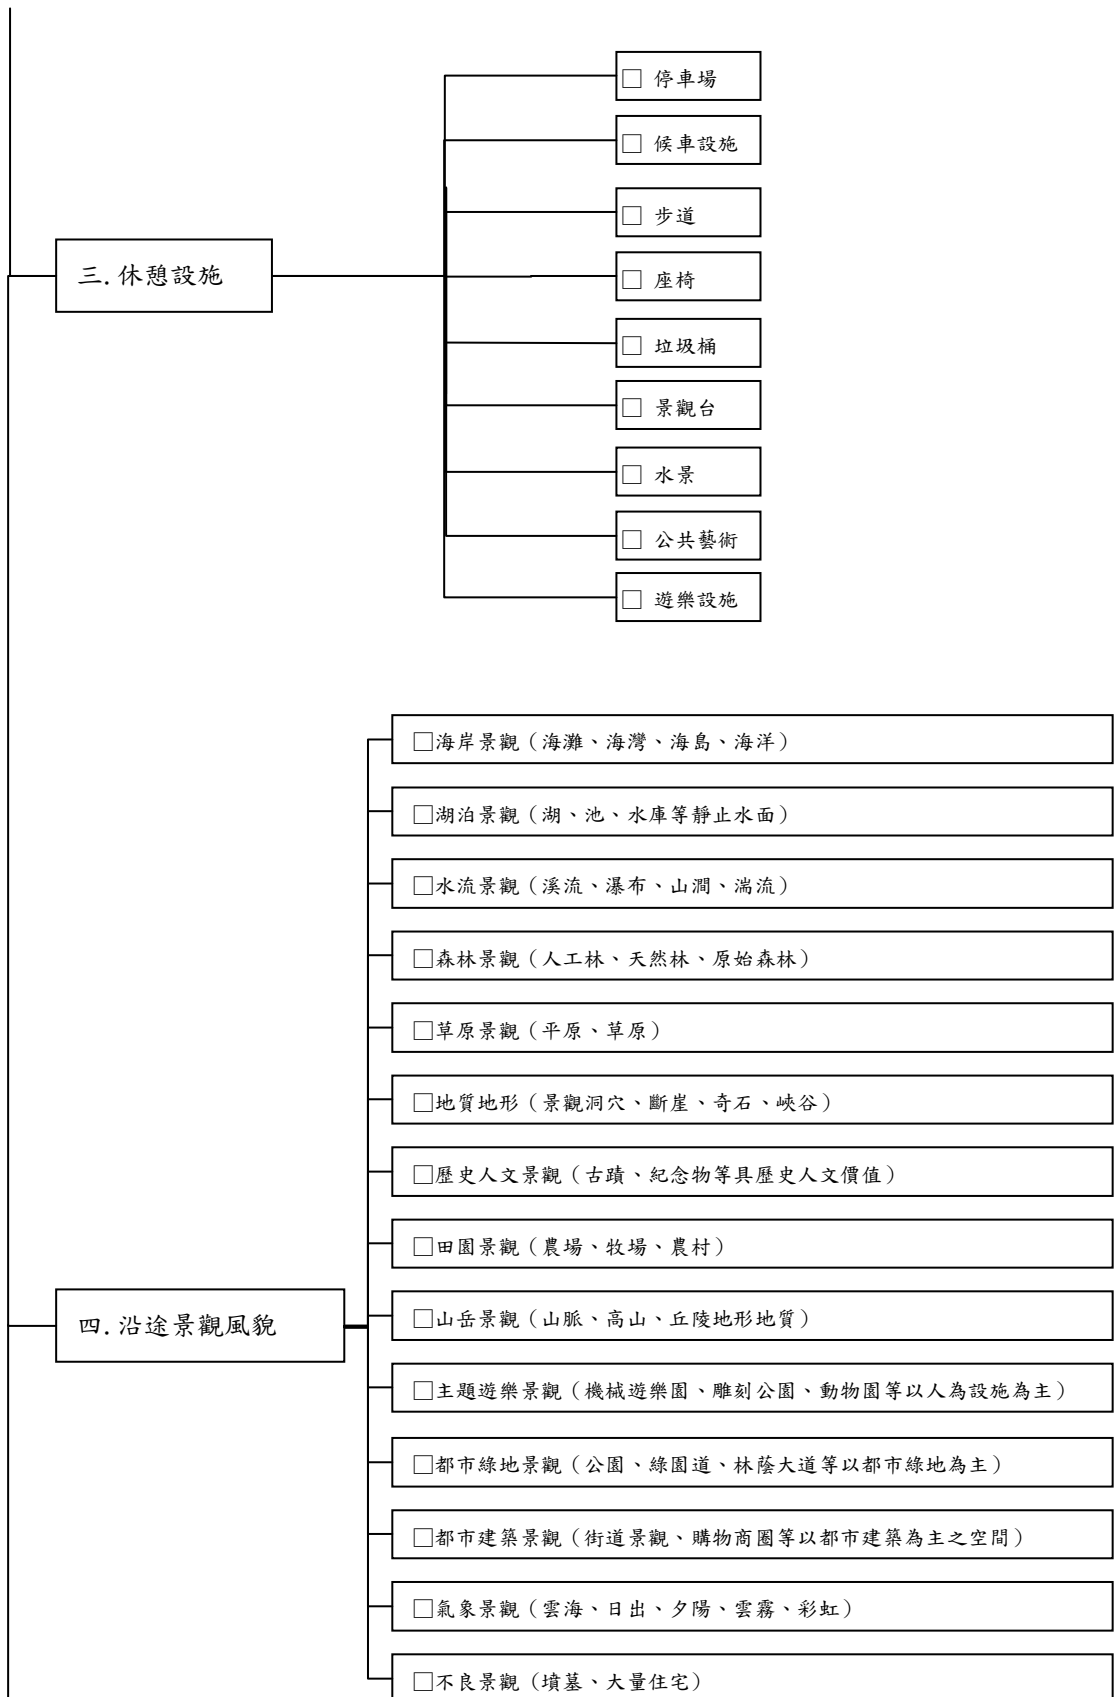 □ 停車場
□ 候車設施
□ 步道
三.休憩設施
□ 座椅
□ 垃圾桶
□ 景觀台
□ 水景
□ 公共藝術
□ 遊樂設施
□海岸景觀（海灘、海灣、海島、海洋）
□湖泊景觀（湖、池、水庫等靜止水面）
□水流景觀（溪流、瀑布、山澗、湍流）
□森林景觀（人工林、天然林、原始森林）
□草原景觀（平原、草原）
□地質地形（景觀洞穴、斷崖、奇石、峽谷）
□歷史人文景觀（古蹟、紀念物等具歷史人文價值）
□田園景觀（農場、牧場、農村）
四.沿途景觀風貌
□山岳景觀（山脈、高山、丘陵地形地質）
□主題遊樂景觀（機械遊樂園、雕刻公園、動物園等以人為設施為主）
□都市綠地景觀（公園、綠園道、林蔭大道等以都市綠地為主）
□都市建築景觀（街道景觀、購物商圈等以都市建築為主之空間）
□氣象景觀（雲海、日出、夕陽、雲霧、彩虹）
□不良景觀（墳墓、大量住宅）